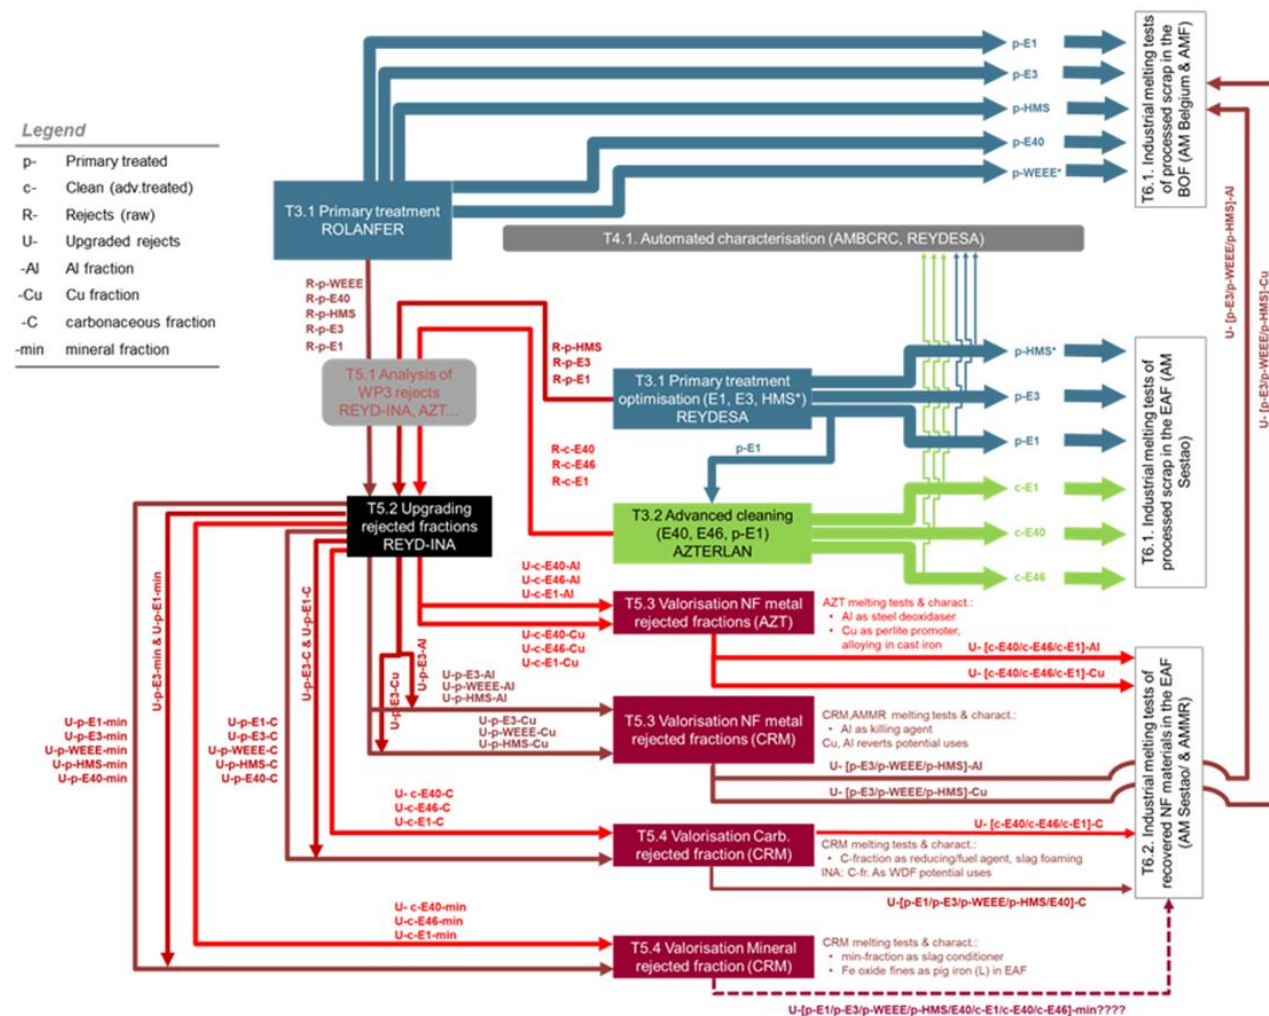 Legend
p- Primary treated
c- Clean (adv.treated)
R- Rejects (raw)
U- Upgraded rejects
-Al Al fraction
-Cu Cu fraction
-C carbonaceous fraction
-min mineral fraction
p-E1
p-E3
p-HMS
p-E40
p-WEEE*
T6.1. Industrial melting tests
of processed scrap in the
BOF (AM Belgium & AMF)
T3.1 Primary treatment
ROLANFER
T4.1. Automated characterisation (AMBCRC, REYDESA)
R-p-WEEE
R-p-E40
R-p-HMS
R-p-E3
R-p-E1
T5.1 Analysis of
WP3 rejects
REYD-INA, AZT...
R-p-HMS
R-p-E3
R-p-E1
T3.1 Primary treatment
optimisation (E1, E3, HMS*)
REYDESA
p-HMS*
p-E3
p-E1
p-E1
R-c-E40
R-c-E46
R-c-E1
T3.2 Advanced cleaning
(E40, E46, p-E1)
AZTERLAN
c-E1
c-E40
c-E46
T6.1. Industrial melting tests of
processed scrap in the EAF (AM
Sestao)
U- [p-E3/p-WEEE/p-HMS]-Al
U- [p-E3/p-WEEE/p-HMS]-Cu
T5.2 Upgrading
rejected fractions
REYD-INA
U-c-E40-Al
U-c-E46-Al
U-c-E1-Al
U-c-E40-Cu
U-c-E46-Cu
U-c-E1-Cu
T5.3 Valorisation NF metal
rejected fractions (AZT)
AZT melting tests & charact.:
• Al as steel deoxidaser
• Cu as perlite promoter,
alloying in cast iron
U- [c-E40/c-E46/c-E1]-Al
U- [c-E40/c-E46/c-E1]-Cu
U-p-E3-min & U-p-E1-min
U-p-E3-C & U-p-E1-C
U-p-E3-Cu
U-p-E3-Al
U-p-E3-Al
U-p-WEEE-Al
U-p-HMS-Al
U-p-E3-Cu
U-p-WEEE-Cu
U-p-HMS-Cu
T5.3 Valorisation NF metal
rejected fractions (CRM)
CRM,AMMR melting tests & charact.:
• Al as killing agent
Cu, Al reverts potential uses
U- [p-E3/p-WEEE/p-HMS]-Al
U- [p-E3/p-WEEE/p-HMS]-Cu
U-p-E1-min
U-p-E3-min
U-p-WEEE-min
U-p-HMS-min
U-p-E40-min
U-p-E1-C
U-p-E3-C
U-p-WEEE-C
U-p-HMS-C
U-p-E40-C
U- c-E40-C
U-c-E46-C
U-c-E1-C
T5.4 Valorisation Carb.
rejected fraction (CRM)
U- [c-E40/c-E46/c-E1]-C
CRM melting tests & charact.:
• C-fraction as reducing/fuel agent, slag foaming
INA: C-fr. As WDF potential uses
U-[p-E1/p-E3/p-WEEE/p-HMS/E40]-C
T6.2. Industrial melting tests of
recovered NF materials in the EAF
(AM Sestao/ & AMMR)
U- c-E40-min
U-c-E46-min
U-c-E1-min
T5.4 Valorisation Mineral
rejected fraction (CRM)
CRM melting tests & charact.:
• min-fraction as slag conditioner
• Fe oxide fines as pig iron (L) in EAF
U-[p-E1/p-E3/p-WEEE/p-HMS/E40/c-E1/c-E40/c-E46]-min????